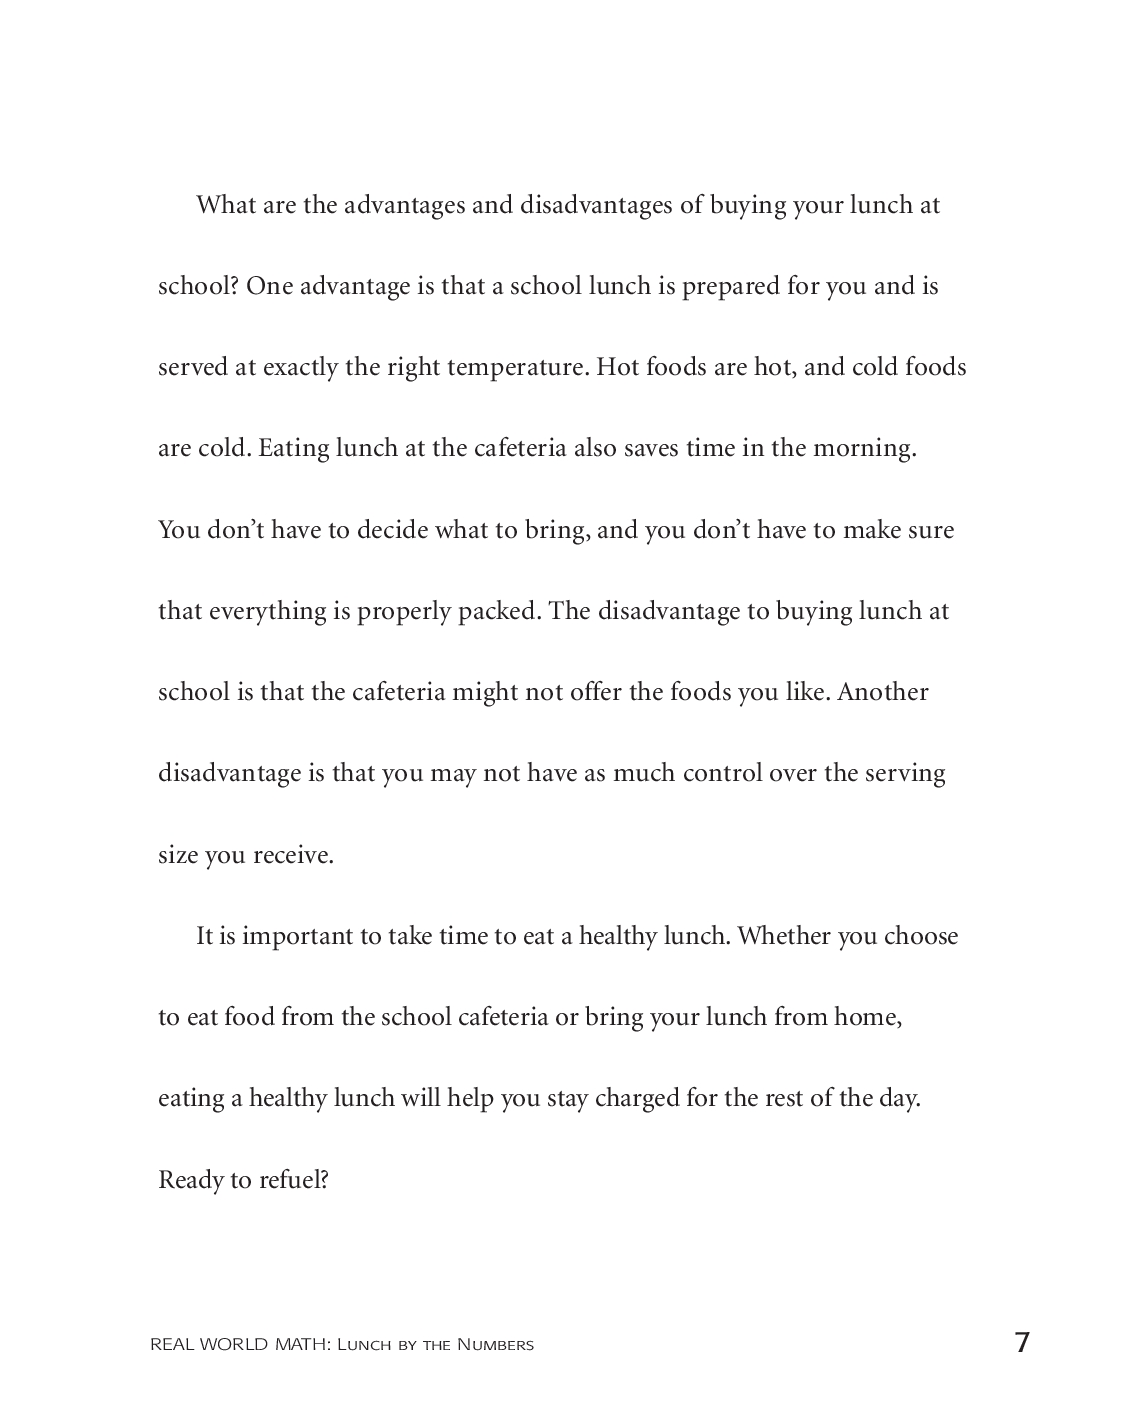 What are the advantages and disadvantages of buying your lunch at
school? One advantage is that a school lunch is prepared for you and is
served at exactly the right temperature. Hot foods are hot, and cold foods
are cold. Eating lunch at the cafeteria also saves time in the morning.
You don’t have to decide what to bring, and you don’t have to make sure
that everything is properly packed. The disadvantage to buying lunch at
school is that the cafeteria might not offer the foods you like. Another
disadvantage is that you may not have as much control over the serving
size you receive.
It is important to take time to eat a healthy lunch. Whether you choose
to eat food from the school cafeteria or bring your lunch from home,
eating a healthy lunch will help you stay charged for the rest of the day.
Ready to refuel?
REAL WORLD MATH: Lunch by the Numbers 7